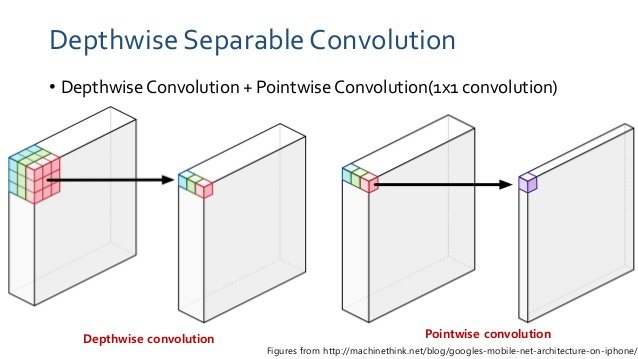 Depthwise Separable Convolution
• Depthwise Convolution + Pointwise Convolution(1x1 convolution)
Depthwise convolution
Pointwise convolution
Figures from http://machinethink.net/blog/googles-mobile-net-architecture-on-iphone/